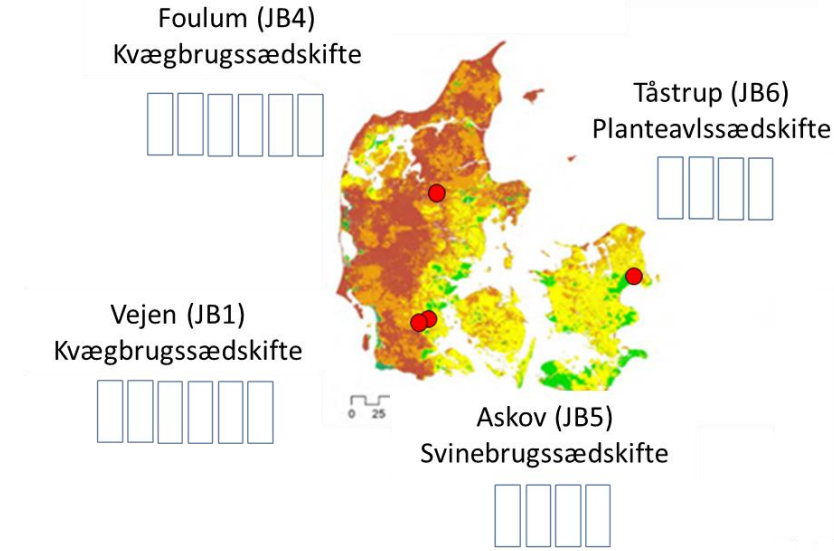 Foulum (JB4)
Kvægbrugssædskifte
Tåstrup (JB6)
Planteavlssædskifte
Vejen (JB1)
Kvægbrugssædskifte
0 25
Askov (JB5)
Svinebrugssædskifte